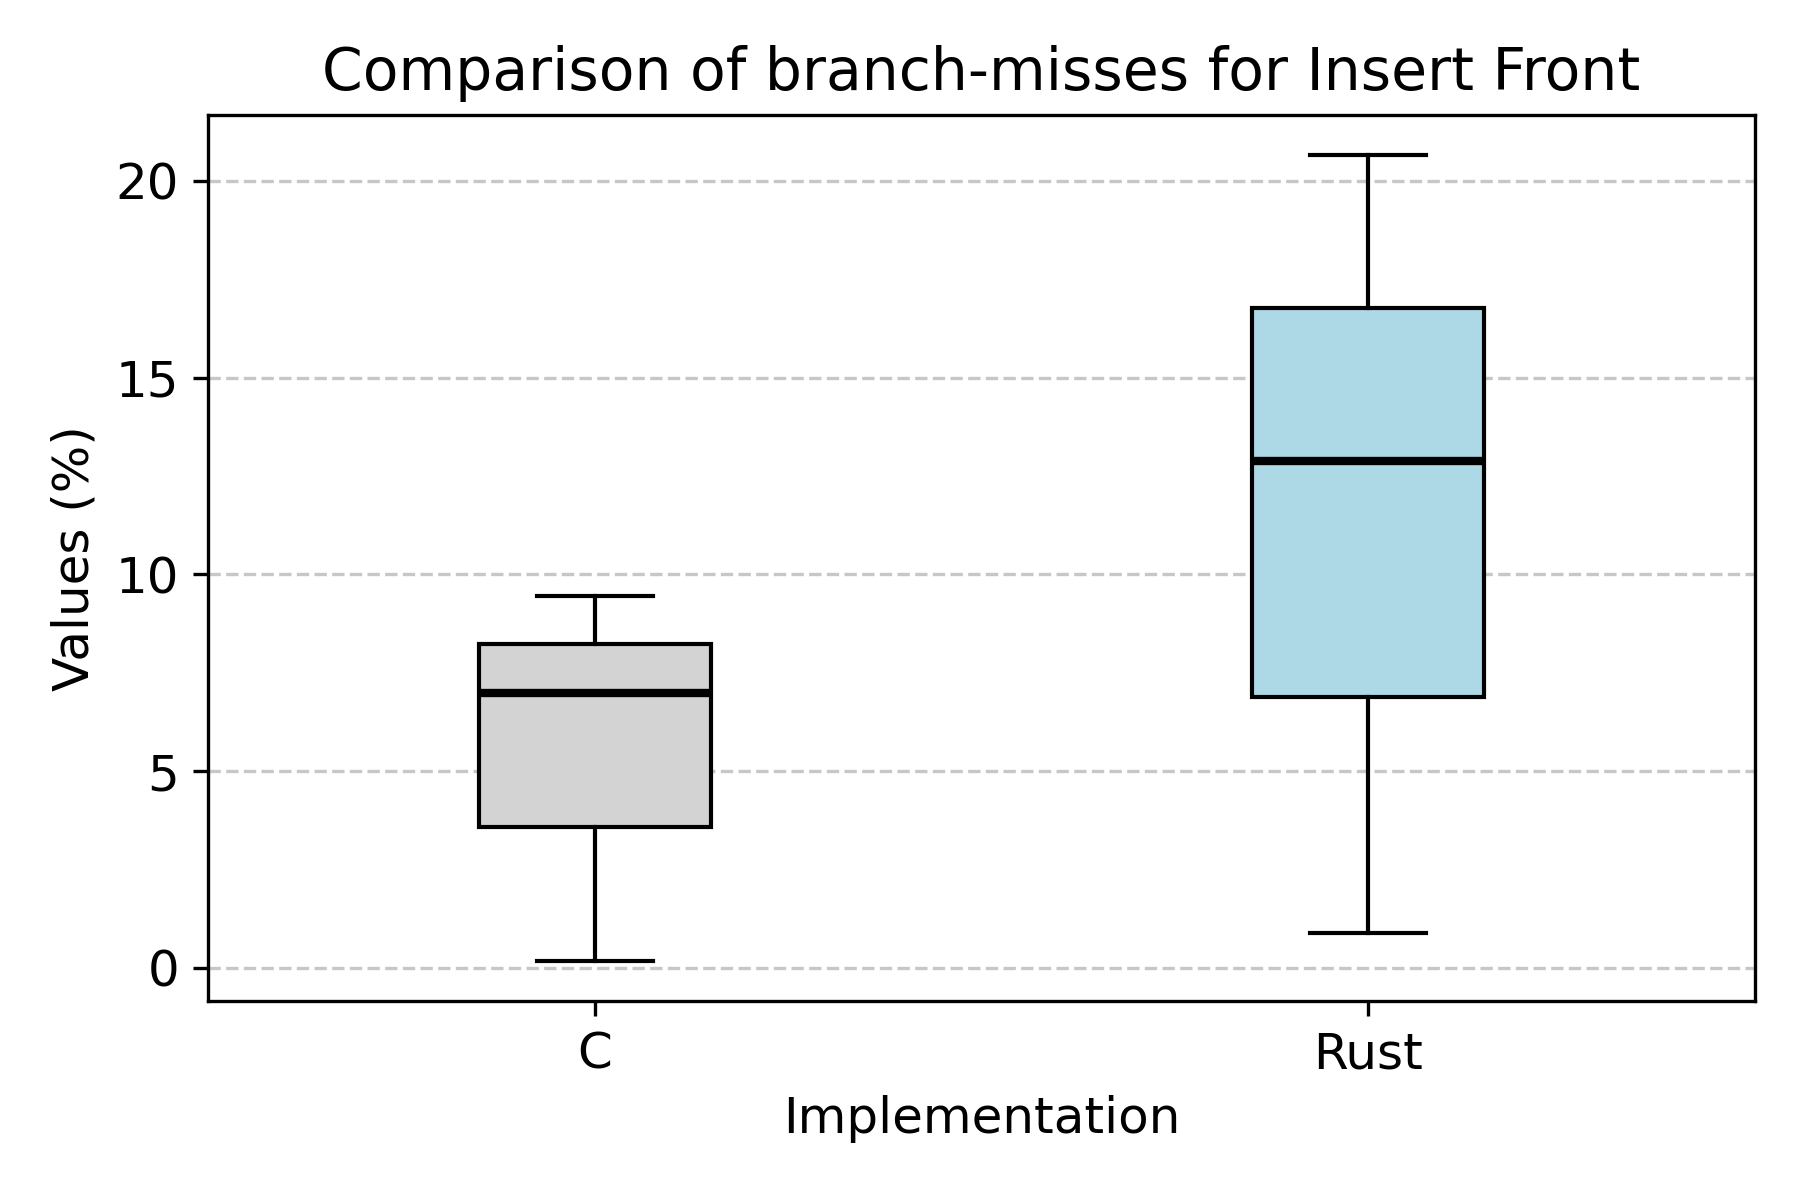 Comparison of branch-misses for Insert Front
Values (%)
20
15
10
5
0
C
Rust
Implementation